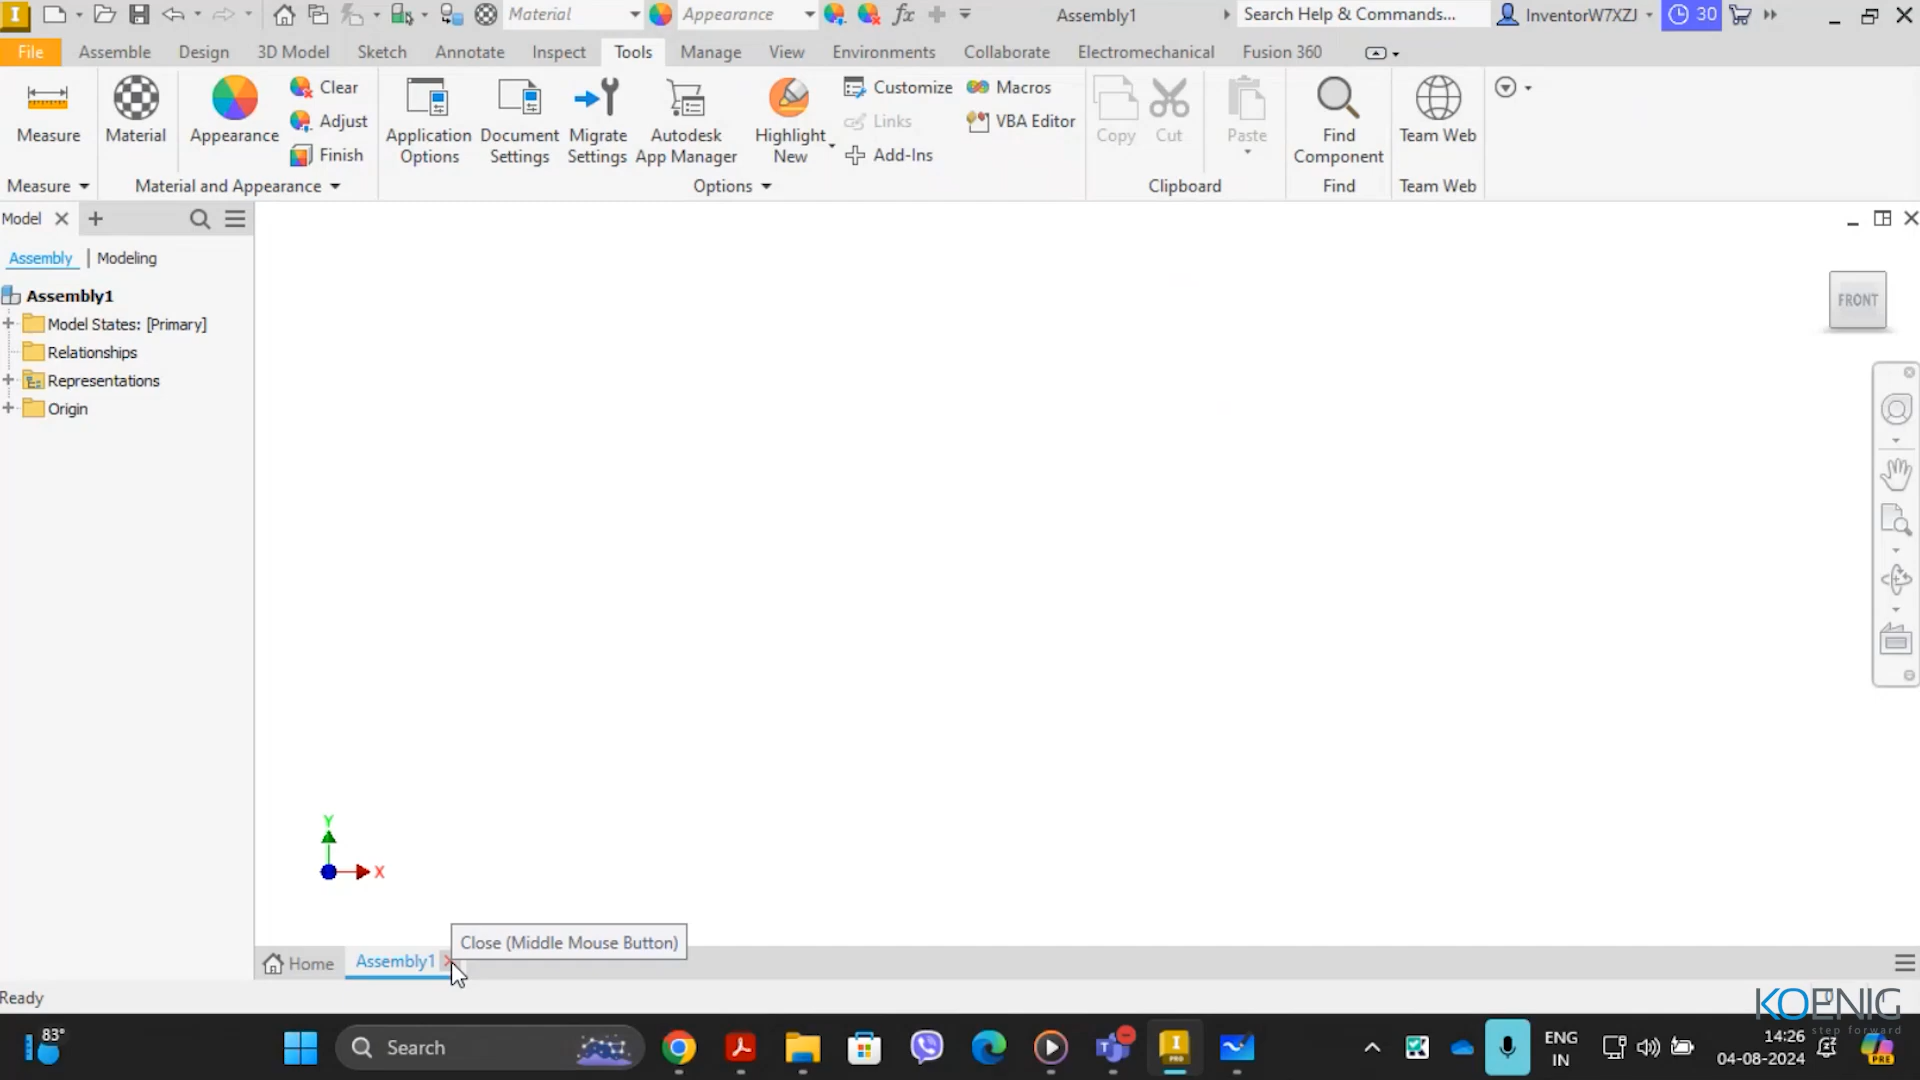 Material
Appearance
Assembly1
Search Help & Commands...
InventorW7XZJ
30
File
Assemble
Design
3D Model
Sketch
Annotate
Inspect
Tools
Manage
View
Environments
Collaborate
Electromechanical
Fusion 360
Measure
Material
Appearance
Clear
Adjust
Finish
Application Options
Document Settings
Migrate Settings
Autodesk App Manager
Highlight New
Customize
Links
Add-Ins
Macros
VBA Editor
Copy
Cut
Paste
Find Component
Team Web
Measure
Material and Appearance
Options
Clipboard
Find
Team Web
Model
Assembly | Modeling
Assembly1
Model States: [Primary]
Relationships
Representations
Origin
FRONT
Y
X
Close (Middle Mouse Button)
Home
Assembly1
Ready
KOENIG
step forward
83°
Search
PRO
ENG
IN
14:26
04-08-2024
PRE